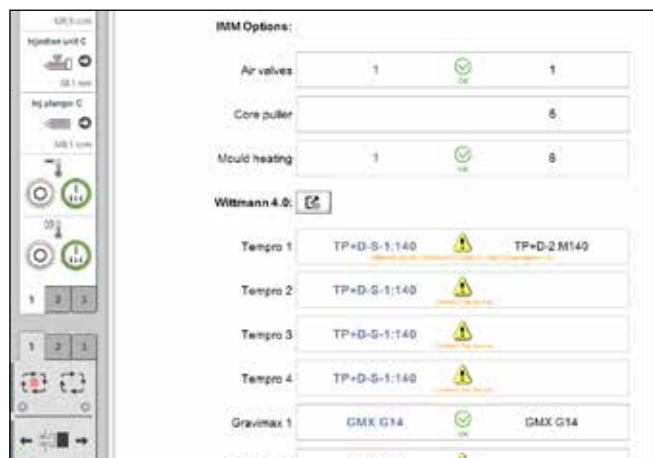 Injection unit C
Inj.plunger C
1 2 3
1 2 3
IMM Options:
Air valves 1 OK 1
Core puller 6
Mould heating 1 OK 8
Wittmann 4.0:
Tempro 1 TP+D-S-1:140 TP+D-2:M140
Tempro 2 TP+D-S-1:140
Tempro 3 TP+D-S-1:140
Tempro 4 TP+D-S-1:140
Gravimax 1 GMX G14 OK GMX G14